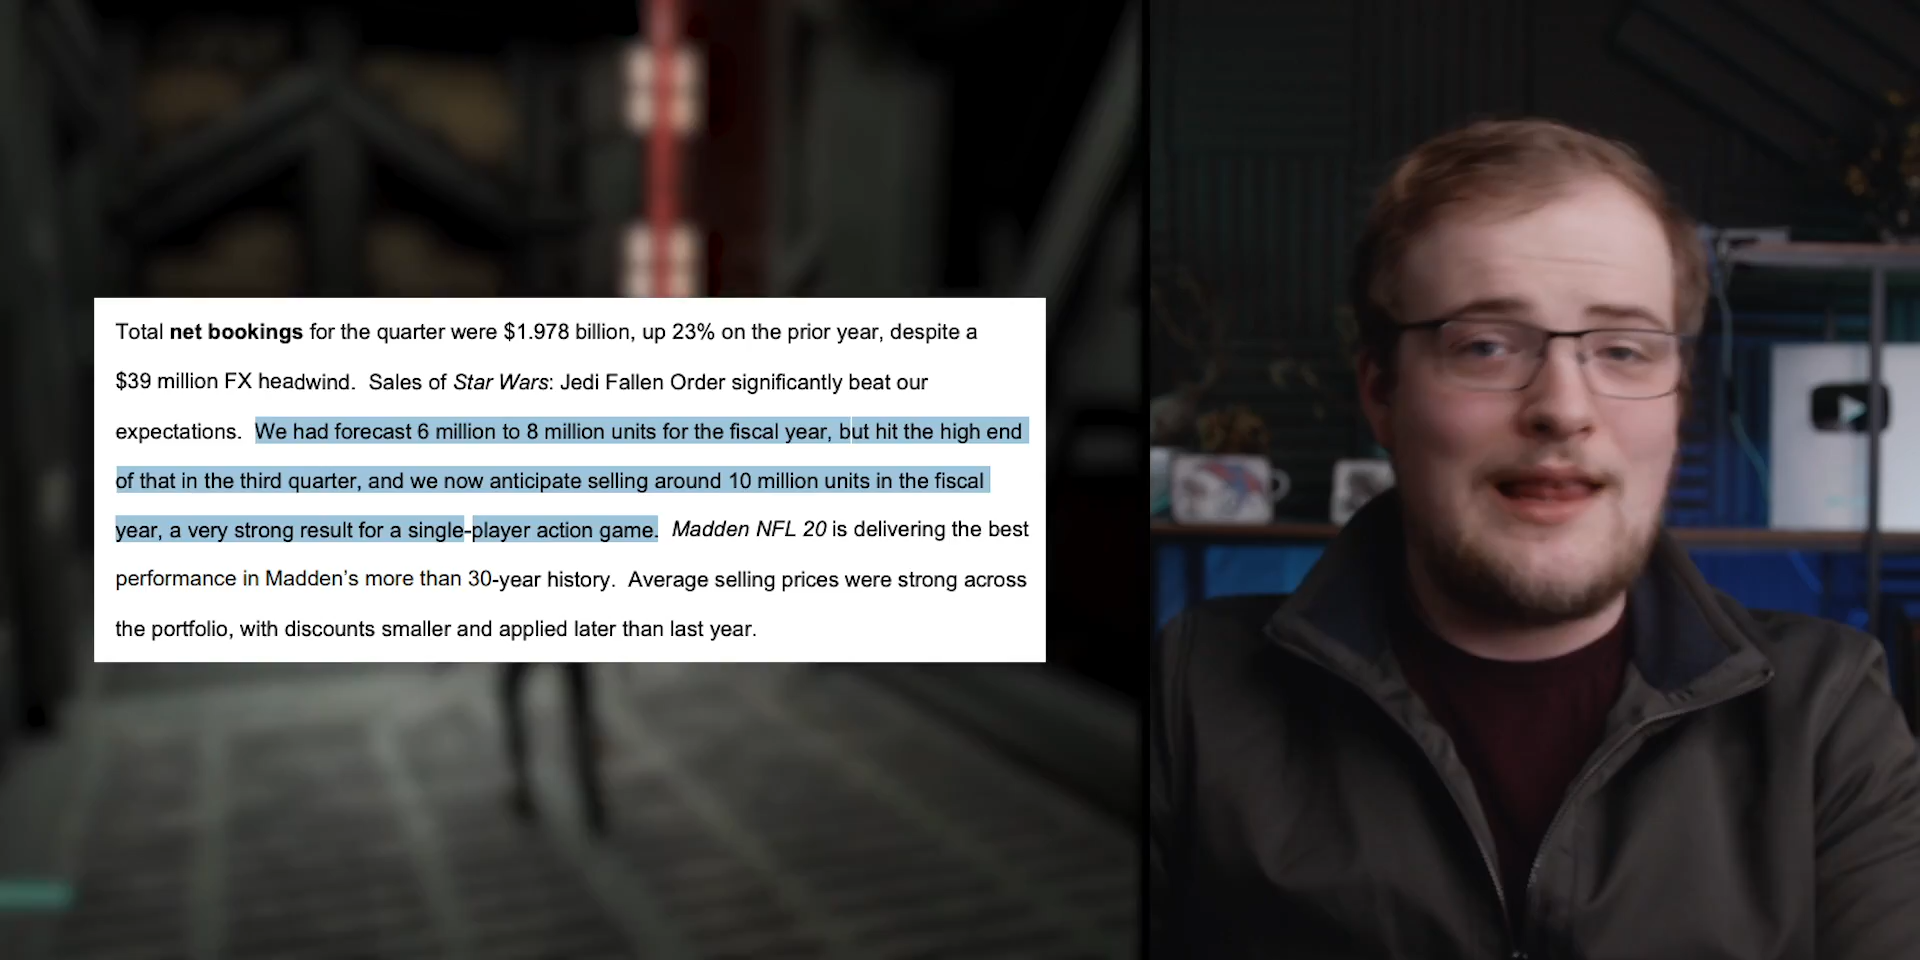 Total net bookings for the quarter were $1.978 billion, up 23% on the prior year, despite a
$39 million FX headwind. Sales of Star Wars: Jedi Fallen Order significantly beat our
expectations. We had forecast 6 million to 8 million units for the fiscal year, but hit the high end
of that in the third quarter, and we now anticipate selling around 10 million units in the fiscal
year, a very strong result for a single-player action game. Madden NFL 20 is delivering the best
performance in Madden’s more than 30-year history. Average selling prices were strong across
the portfolio, with discounts smaller and applied later than last year.